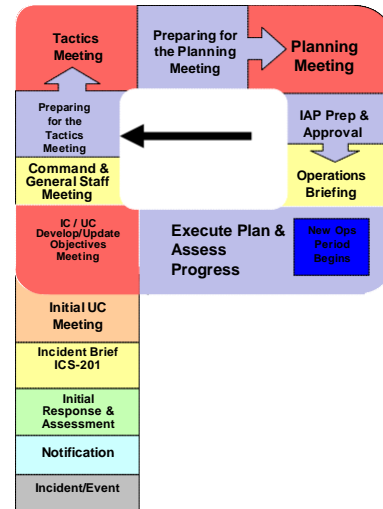 Tactics
Meeting
Preparing for
the Planning
Meeting
Planning
Meeting
Preparing
for the
Tactics
Meeting
IAP Prep &
Approval
Command &
General Staff
Meeting
Operations
Briefing
IC / UC
Develop/Update
Objectives
Meeting
Execute Plan &
Assess
Progress
New Ops
Period
Begins
Initial UC
Meeting
Incident Brief
ICS-201
Initial
Response &
Assessment
Notification
Incident/Event